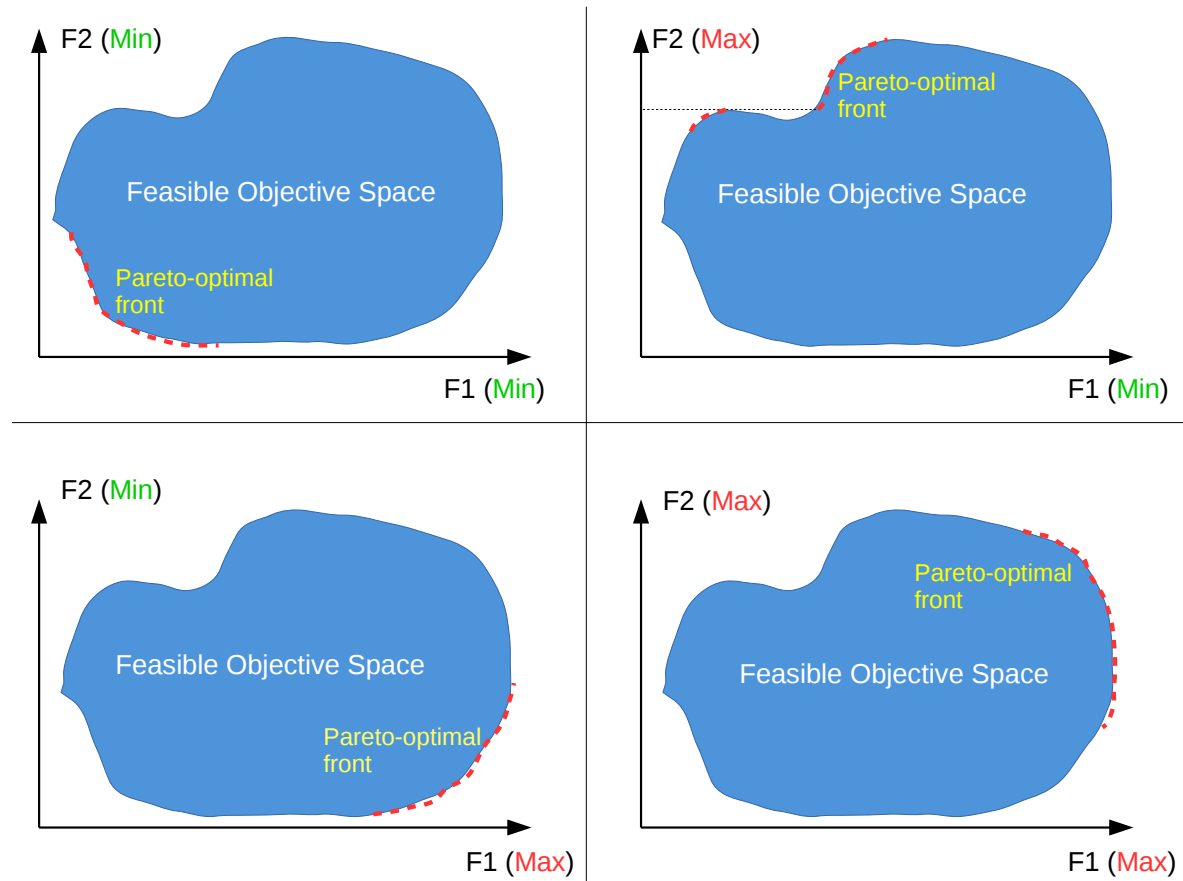 F2 (Min)
Feasible Objective Space
Pareto-optimal
front
F1 (Min)
F2 (Max)
Pareto-optimal
front
Feasible Objective Space
F1 (Min)
F2 (Min)
Feasible Objective Space
Pareto-optimal
front
F1 (Max)
F2 (Max)
Pareto-optimal
front
Feasible Objective Space
F1 (Max)